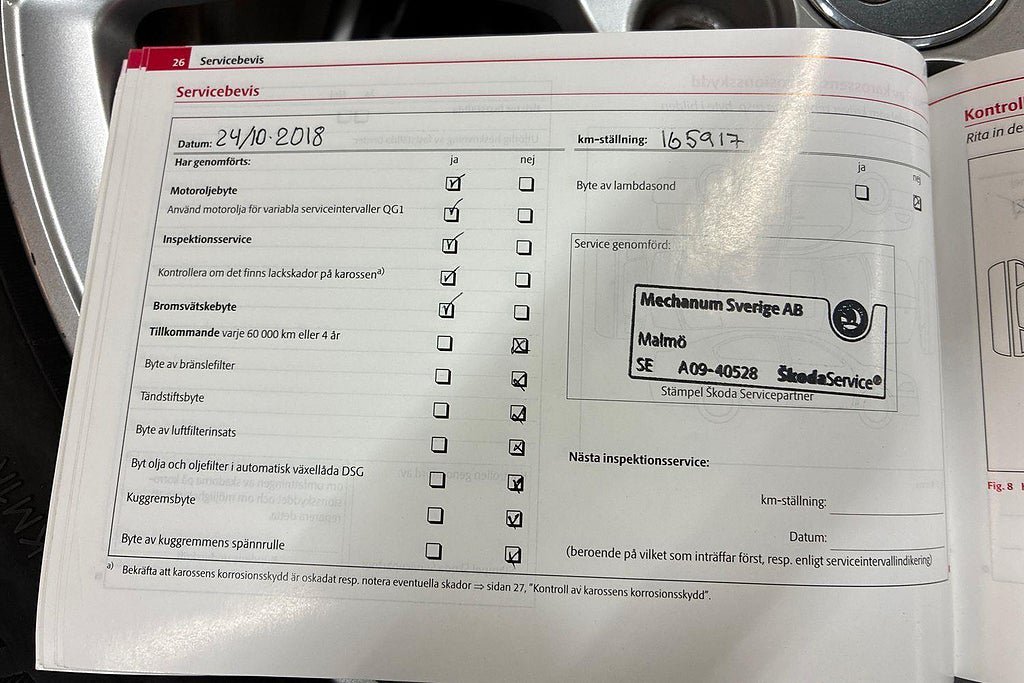 26 Servicebevis
Servicebevis
Datum: 24/10-2018
km-ställning: 165917
Har genomförts: ja nej
Motoroljebyte
Använd motorolja för variabla serviceintervaller QG1
Inspektionsservice
Kontrollera om det finns lackskador på karossen a)
Bromsvätskebyte
Tillkommande varje 60 000 km eller 4 år
Byte av bränslefilter
Tändstiftsbyte
Byte av luftfilterinsats
Byt olja och oljefilter i automatisk växellåda DSG
Kuggremsbyte
Byte av kuggremmens spännrulle
a) Bekräfta att karossens korrosionsskydd är oskadat resp. notera eventuella skador ⇒ sidan 27, "Kontroll av karossens korrosionsskydd".
ja nej
Byte av lambdasond
Service genomförd:
Mechanum Sverige AB
Malmö
SE A09-40528 ŠkodaService®
Stämpel Škoda Servicepartner
Nästa inspektionsservice:
km-ställning:
Datum:
(beroende på vilket som inträffar först, resp. enligt serviceintervallindikering)
Kontroll
Rita in de
Fig. 8